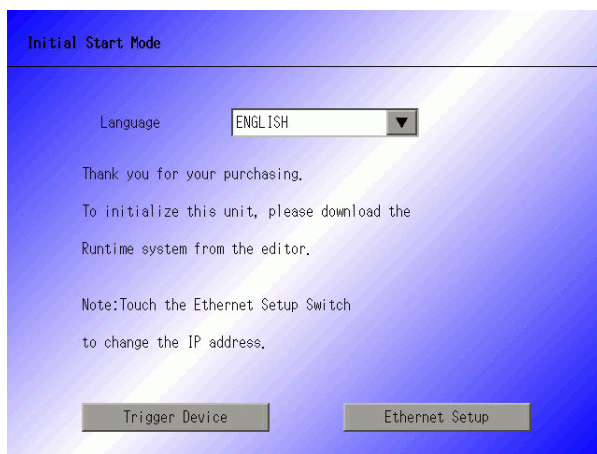 Initial Start Mode
Language
ENGLISH
Thank you for your purchasing.
To initialize this unit, please download the
Runtime system from the editor.
Note:Touch the Ethernet Setup Switch
to change the IP address.
Trigger Device
Ethernet Setup